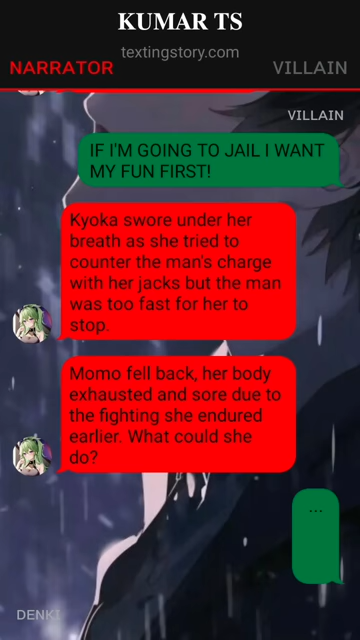 KUMAR TS
textingstory.com
NARRATOR VILLAIN
VILLAIN
IF I'M GOING TO JAIL I WANT
MY FUN FIRST!
Kyoka swore under her
breath as she tried to
counter the man's charge
with her jacks but the man
was too fast for her to
stop.
Momo fell back, her body
exhausted and sore due to
the fighting she endured
earlier. What could she
do?
...
DENKI